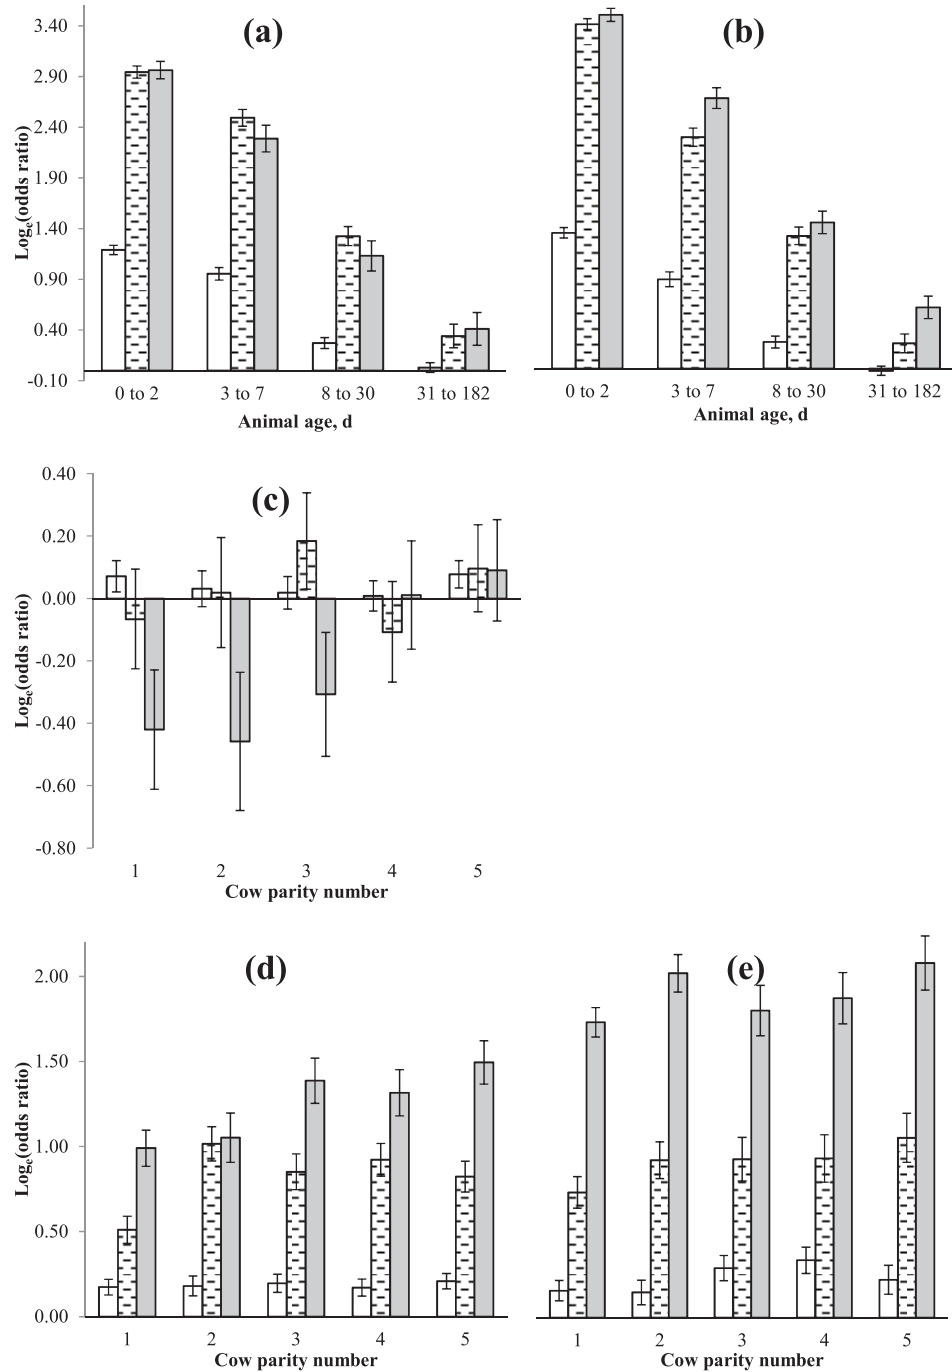 (a)
Log_e(odds ratio)
3.40
2.90
2.40
1.90
1.40
0.90
0.40
-0.10
0 to 2 3 to 7 8 to 30 31 to 182
Animal age, d
(b)
0 to 2 3 to 7 8 to 30 31 to 182
Animal age, d
(c)
Log_e(odds ratio)
0.40
0.20
0.00
-0.20
-0.40
-0.60
-0.80
1 2 3 4 5
Cow parity number
(d)
Log_e(odds ratio)
2.00
1.50
1.00
0.50
0.00
1 2 3 4 5
Cow parity number
(e)
1 2 3 4 5
Cow parity number